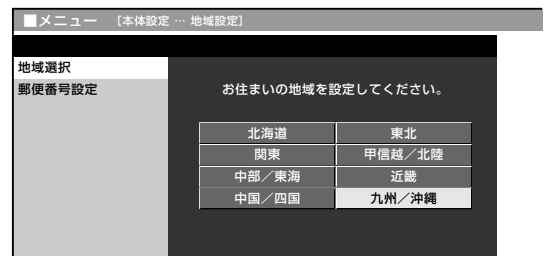 ■メニュー [本体設定 … 地域設定]
地域選択
郵便番号設定
お住まいの地域を設定してください。
北海道 東北
関東 甲信越／北陸
中部／東海 近畿
中国／四国 九州／沖縄